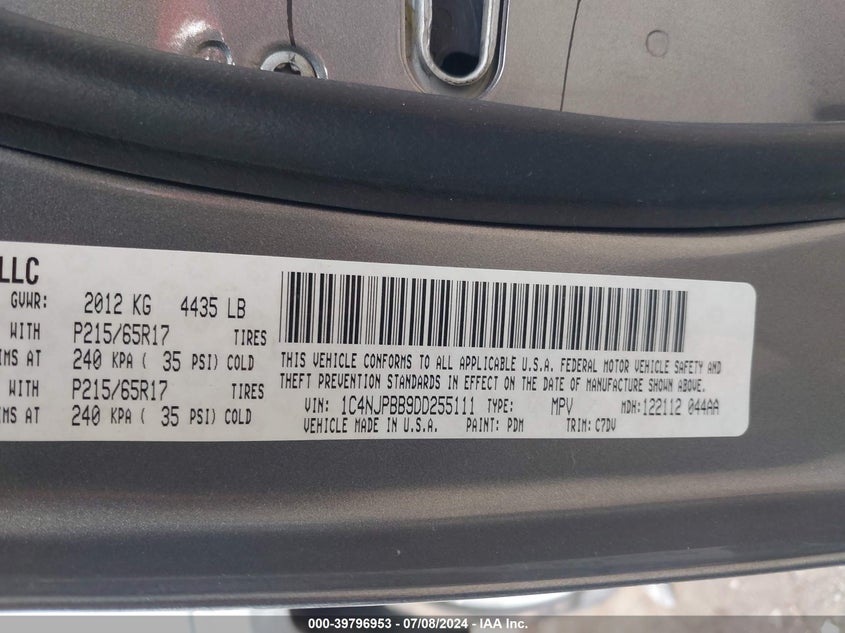 LLC
GVWR: 2012 KG 4435 LB
WITH P215/65R17 TIRES
IMS AT 240 KPA ( 35 PSI) COLD
WITH P215/65R17 TIRES
IMS AT 240 KPA ( 35 PSI) COLD
THIS VEHICLE CONFORMS TO ALL APPLICABLE U.S.A. FEDERAL MOTOR VEHICLE SAFETY AND
THEFT PREVENTION STANDARDS IN EFFECT ON THE DATE OF MANUFACTURE SHOWN ABOVE.
VIN: 1C4NJPBB9DD255111 TYPE: MPV MDH:122112 044AA
VEHICLE MADE IN U.S.A. PAINT: PDM TRIM: C7DV
000-39796953 - 07/08/2024 - IAA Inc.